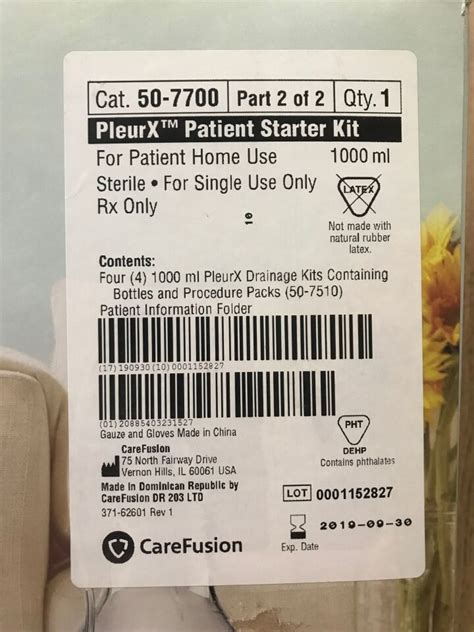 Cat. 50-7700 Part 2 of 2 Qty. 1
PleurX™ Patient Starter Kit
For Patient Home Use 1000 ml
Sterile • For Single Use Only
Rx Only
LATEX
Not made with
natural rubber
latex.
Contents:
Four (4) 1000 ml PleurX Drainage Kits Containing
Bottles and Procedure Packs (50-7510)
Patient Information Folder
(17)190930(10)0001152827
(01)20885403231527
Gauze and Gloves Made in China
CareFusion
75 North Fairway Drive
Vernon Hills, IL 60061 USA
PHT
DEHP
Contains phthalates
Made in Dominican Republic by
CareFusion DR 203 LTD
371-62601 Rev 1
LOT 0001152827
2019-09-30
Exp. Date
CareFusion